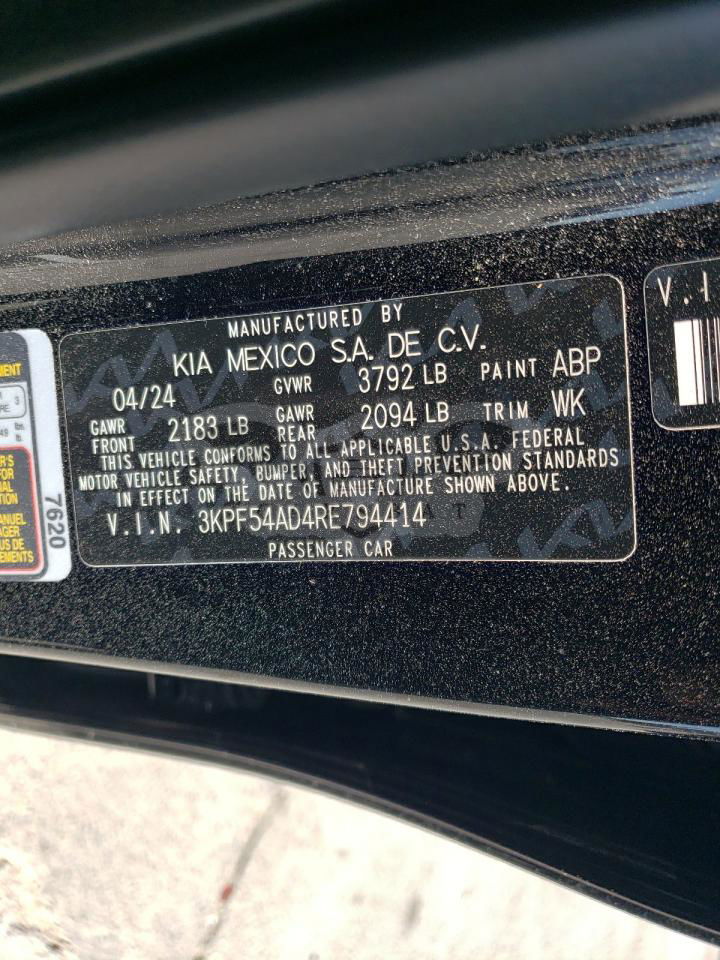 MANUFACTURED BY
KIA MEXICO S.A. DE C.V.
04/24 GVWR 3792 LB PAINT ABP
GAWR FRONT 2183 LB GAWR REAR 2094 LB TRIM WK
THIS VEHICLE CONFORMS TO ALL APPLICABLE U.S.A. FEDERAL
MOTOR VEHICLE SAFETY, BUMPER, AND THEFT PREVENTION STANDARDS
IN EFFECT ON THE DATE OF MANUFACTURE SHOWN ABOVE.
V.I.N. 3KPF54AD4RE794414
PASSENGER CAR
7620
V.I